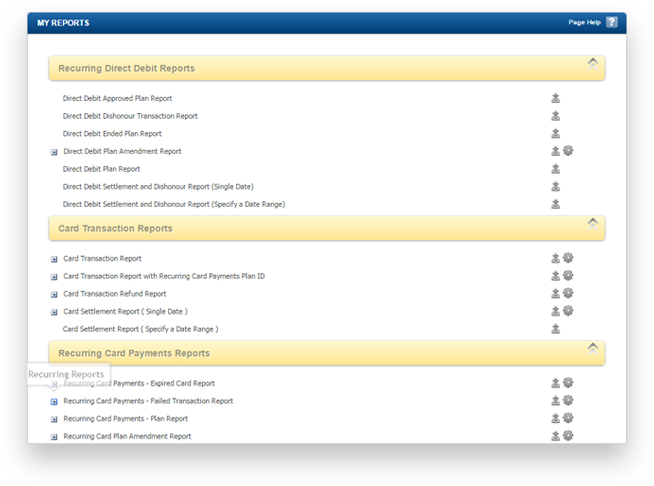 MY REPORTS
Page Help ?
Recurring Direct Debit Reports
Direct Debit Approved Plan Report
Direct Debit Dishonour Transaction Report
Direct Debit Ended Plan Report
Direct Debit Plan Amendment Report
Direct Debit Plan Report
Direct Debit Settlement and Dishonour Report (Single Date)
Direct Debit Settlement and Dishonour Report (Specify a Date Range)
Card Transaction Reports
Card Transaction Report
Card Transaction Report with Recurring Card Payments Plan ID
Card Transaction Refund Report
Card Settlement Report ( Single Date )
Card Settlement Report ( Specify a Date Range )
Recurring Card Payments Reports
Recurring Reports
Recurring Card Payments - Expired Card Report
Recurring Card Payments - Failed Transaction Report
Recurring Card Payments - Plan Report
Recurring Card Plan Amendment Report